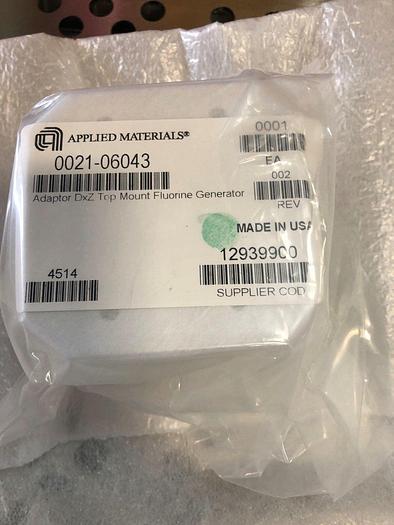 APPLIED MATERIALS®
0001
0021-06043
EA
002
Adaptor DxZ Top Mount Fluorine Generator
REV
MADE IN USA
12939900
4514
SUPPLIER COD